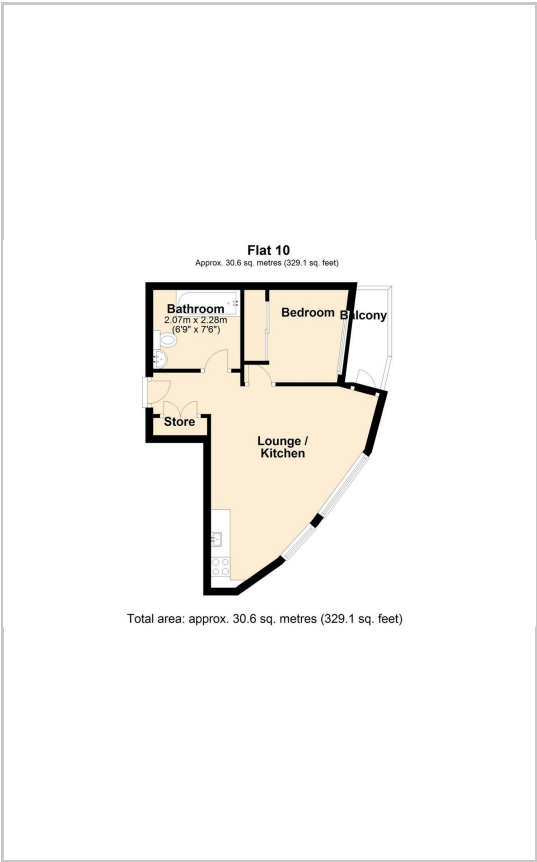 Flat 10
Approx. 30.6 sq. metres (329.1 sq. feet)
Bathroom
2.07m x 2.28m
(6'9" x 7'6")
Bedroom
Balcony
Store
Lounge /
Kitchen
Total area: approx. 30.6 sq. metres (329.1 sq. feet)